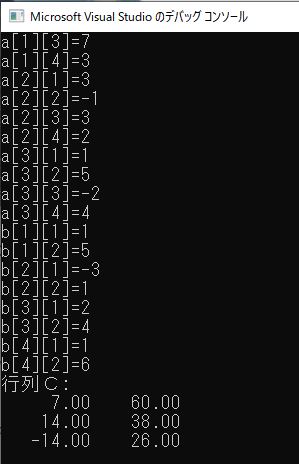 Microsoft Visual Studio のデバッグ コンソール
a[1][3]=7
a[1][4]=3
a[2][1]=3
a[2][2]=-1
a[2][3]=3
a[2][4]=2
a[3][1]=1
a[3][2]=5
a[3][3]=-2
a[3][4]=4
b[1][1]=1
b[1][2]=5
b[2][1]=-3
b[2][2]=1
b[3][1]=2
b[3][2]=4
b[4][1]=1
b[4][2]=6
行列Ｃ:
7.00 60.00
14.00 38.00
-14.00 26.00